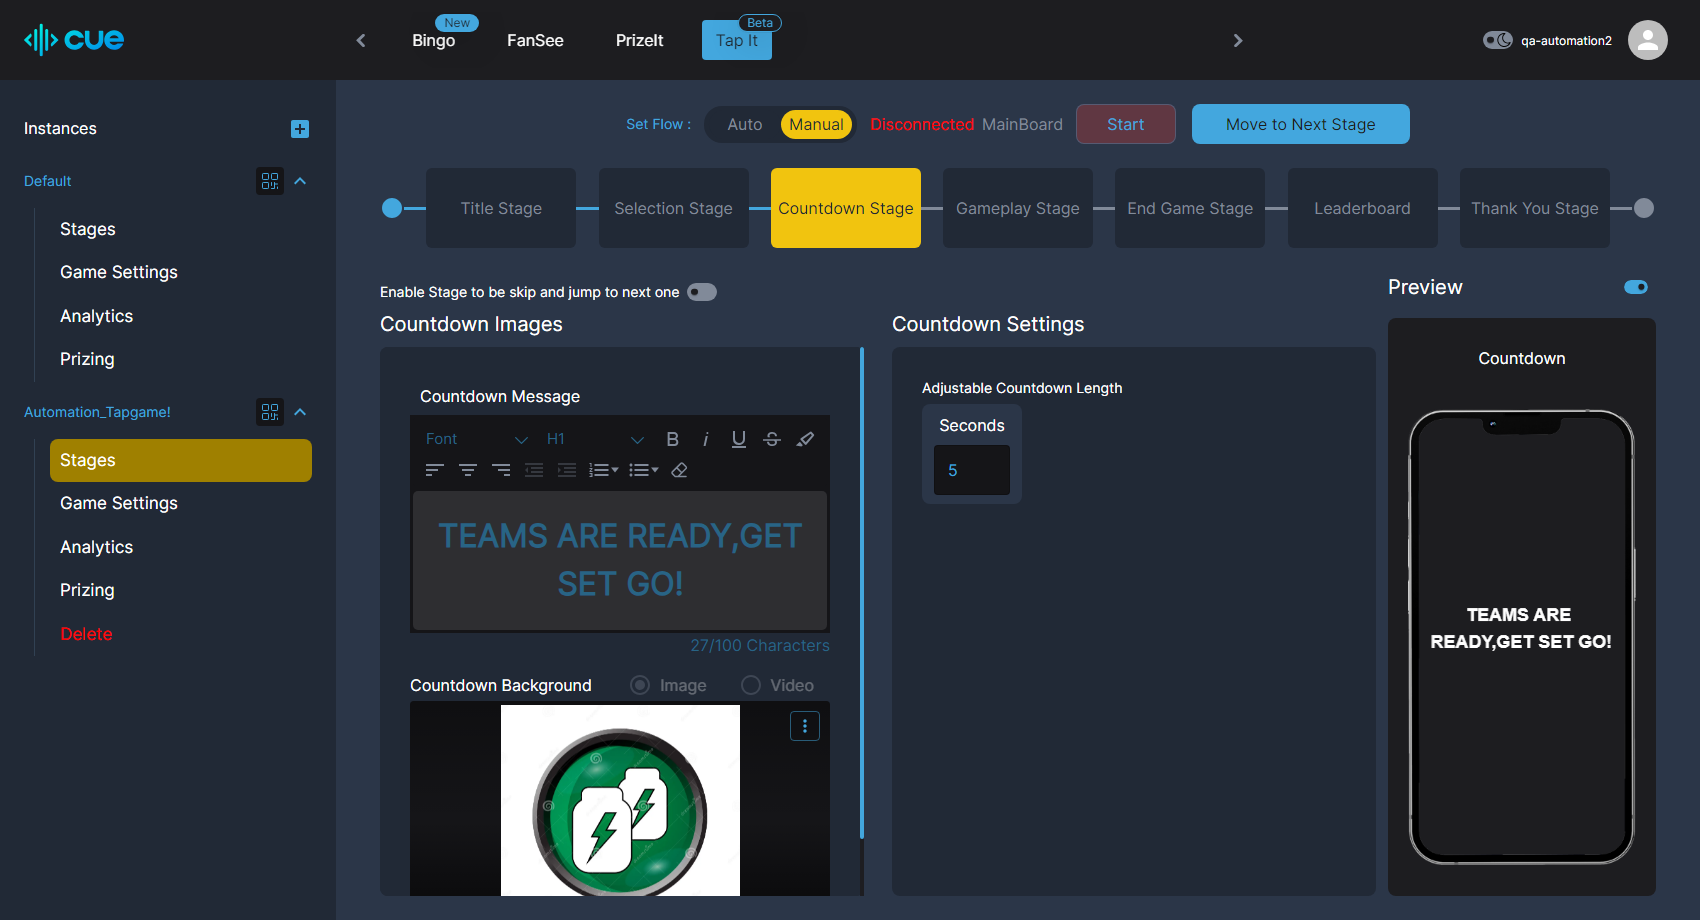 cue
Bingo
New
FanSee
PrizeIt
Tap It
Beta
qa-automation2
Instances
Default
Stages
Game Settings
Analytics
Prizing
Automation_Tapgame!
Stages
Game Settings
Analytics
Prizing
Delete
Set Flow :
Auto
Manual
Disconnected
MainBoard
Start
Move to Next Stage
Title Stage
Selection Stage
Countdown Stage
Gameplay Stage
End Game Stage
Leaderboard
Thank You Stage
Enable Stage to be skip and jump to next one
Countdown Images
Countdown Message
Font
H1
B
i
U
S
TEAMS ARE READY,GET
SET GO!
27/100 Characters
Countdown Background
Image
Video
Countdown Settings
Adjustable Countdown Length
Seconds
5
Preview
Countdown
TEAMS ARE
READY,GET SET GO!